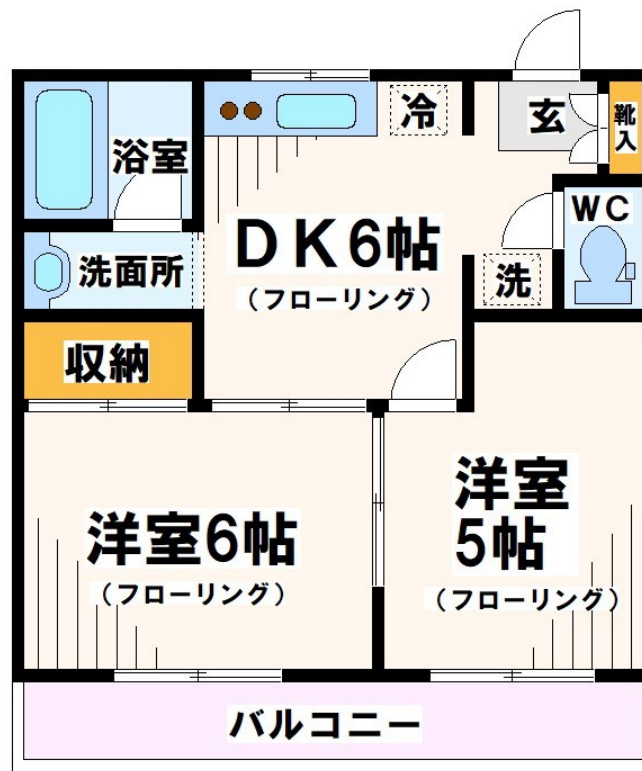 冷
玄
靴
入
浴室
WC
DK6帖
(フローリング)
洗面所
洗
収納
洋室
5帖
(フローリング)
洋室6帖
(フローリング)
バルコニー